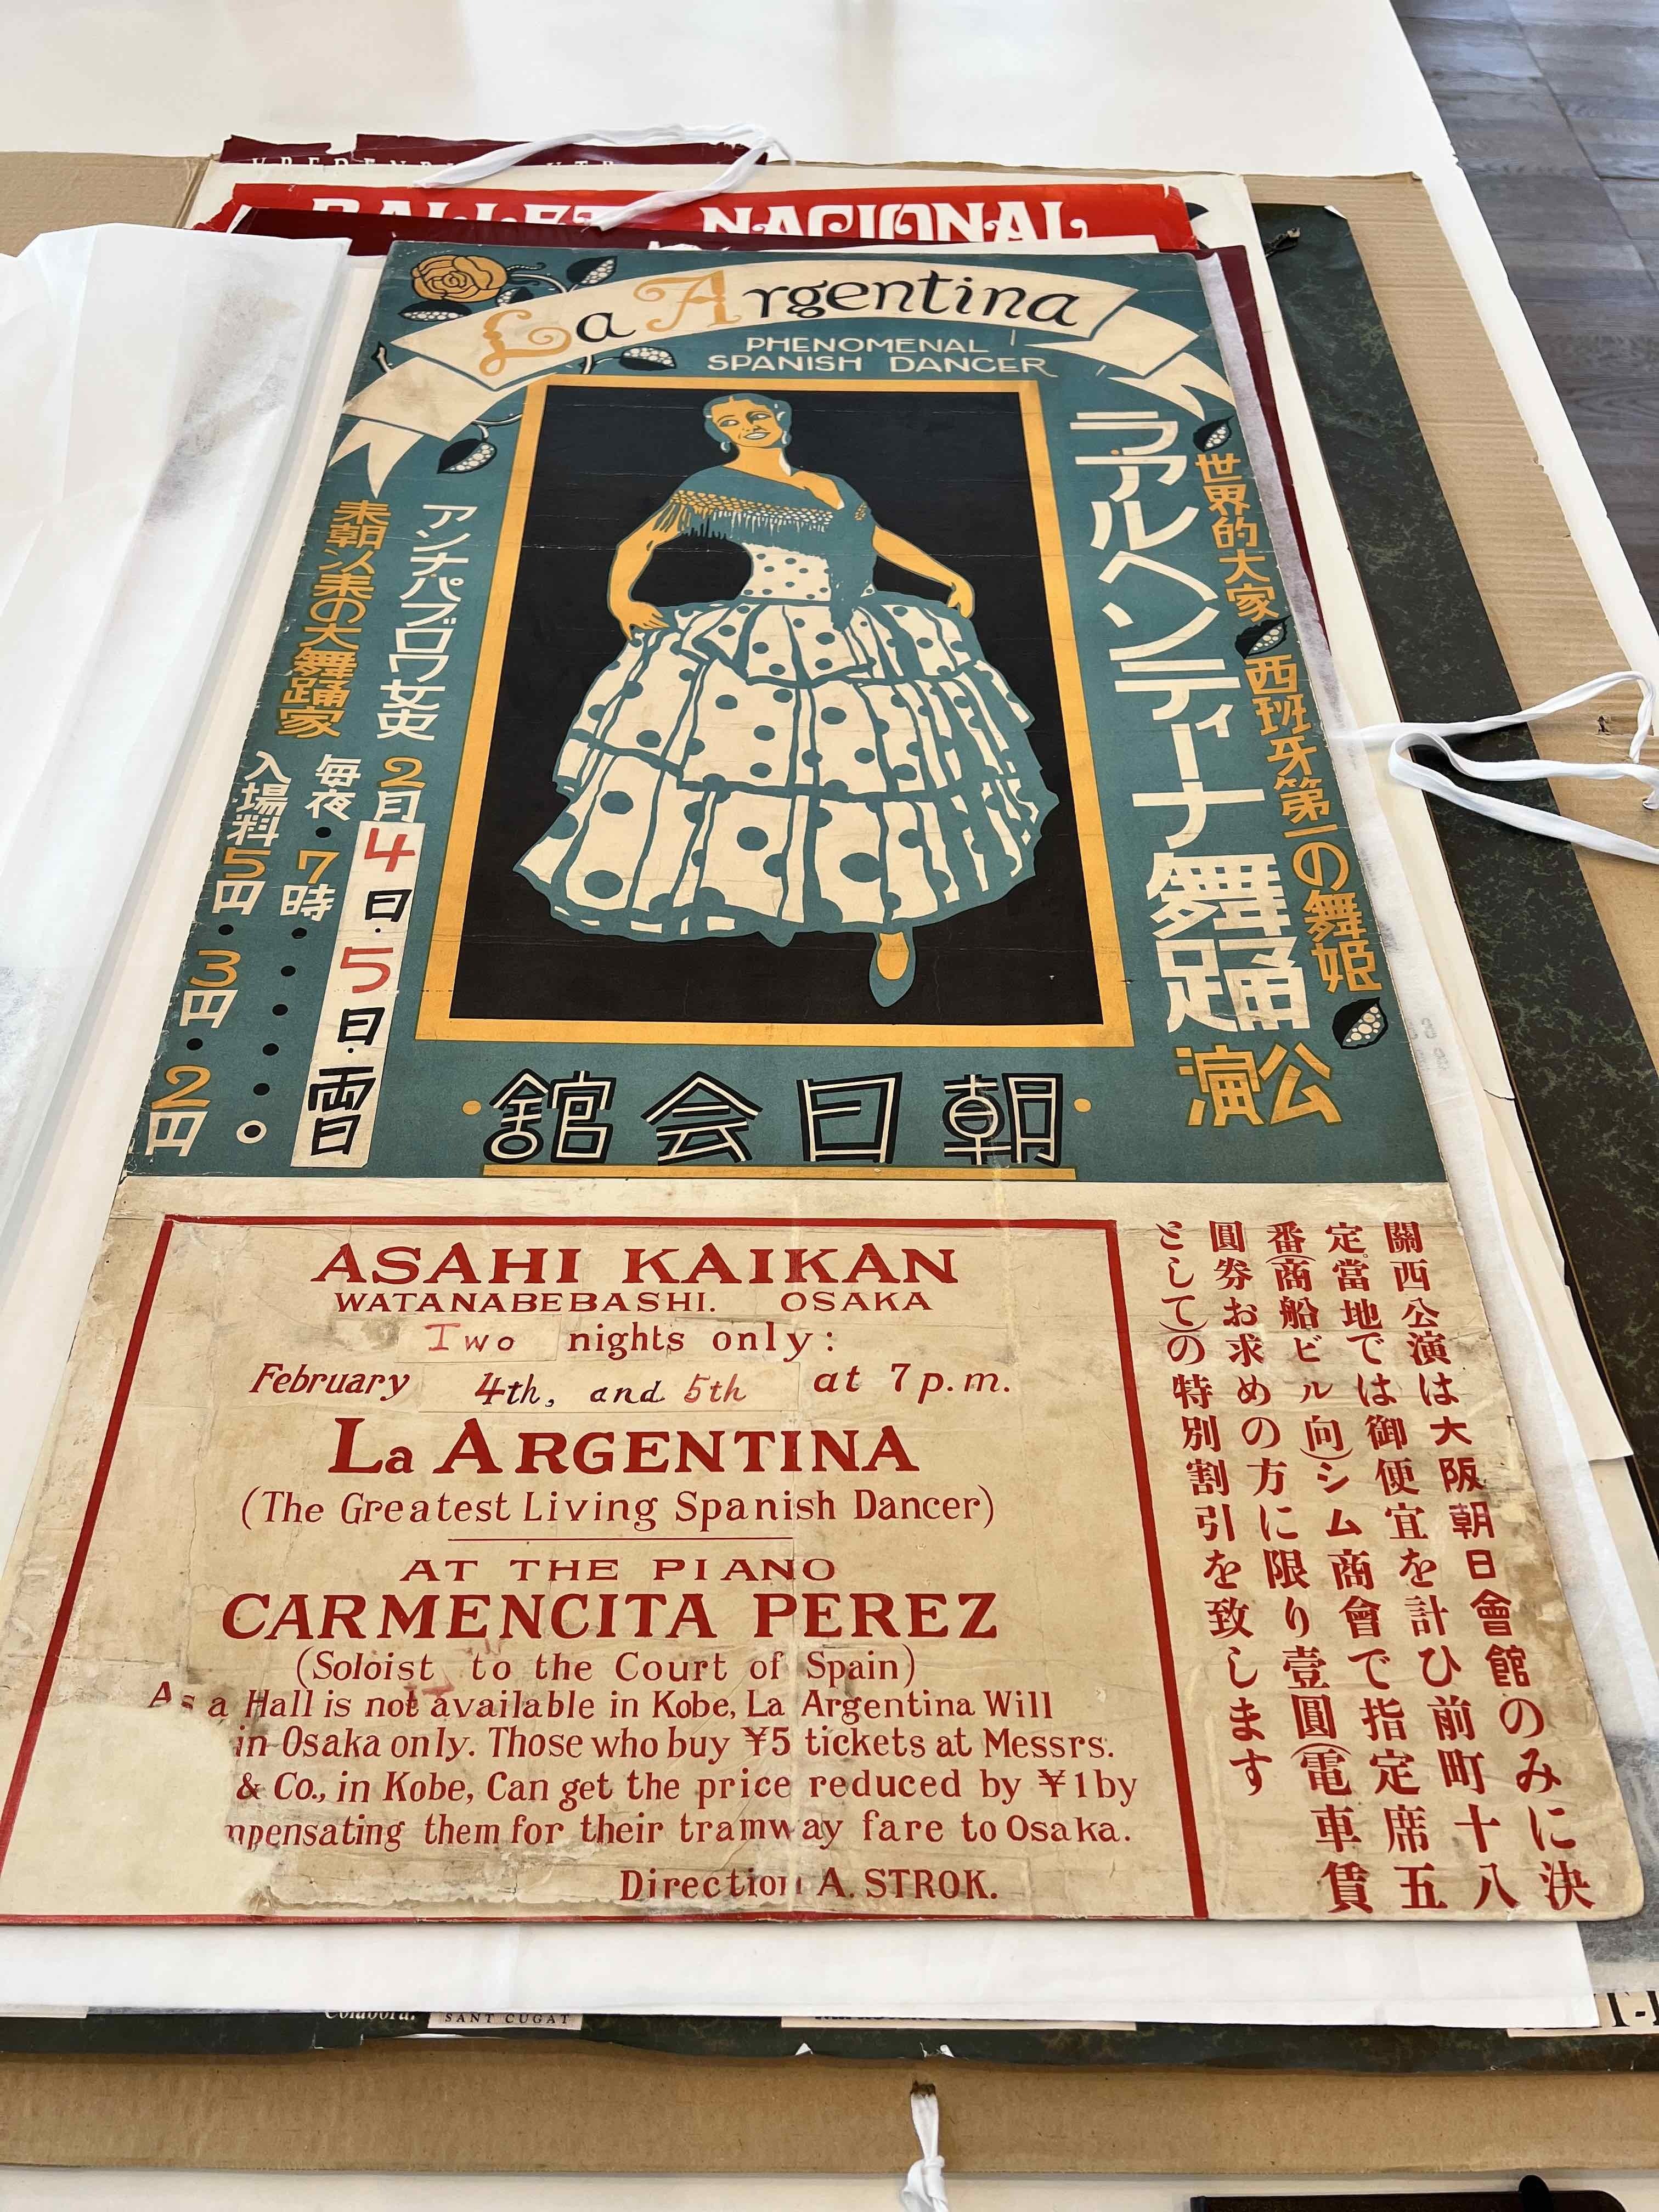 BALLET NACIONAL
La Argentina
PHENOMENAL
SPANISH DANCER
世界的大家 西班牙第一の舞姫
ラアルヘンティーナ舞踊
公演
アンナパブロワ女史
来朝以来の大舞踊家
2月4日.5日.宵
毎夜・7時
入場料5円・3円・2円
朝日会舘
ASAHI KAIKAN
WATANABEBASHI. OSAKA
Two nights only:
February 4th, and 5th at 7p.m.
La ARGENTINA
(The Greatest Living Spanish Dancer)
AT THE PIANO
CARMENCITA PEREZ
(Soloist to the Court of Spain)
As a Hall is not available in Kobe, La Argentina Will
in Osaka only. Those who buy ¥5 tickets at Messrs.
& Co., in Kobe, Can get the price reduced by ¥1 by
mpensating them for their tramway fare to Osaka.
Direction A. STROK.
關西公演は大阪朝日會館のみに決
定。當地では御便宜を計ひ前町十八
番(商船ビル向)シム商會で指定席五
圓券お求めの方に限り壹圓(電車賃
として)の特別割引を致します
Colabora:
SANT CUGAT